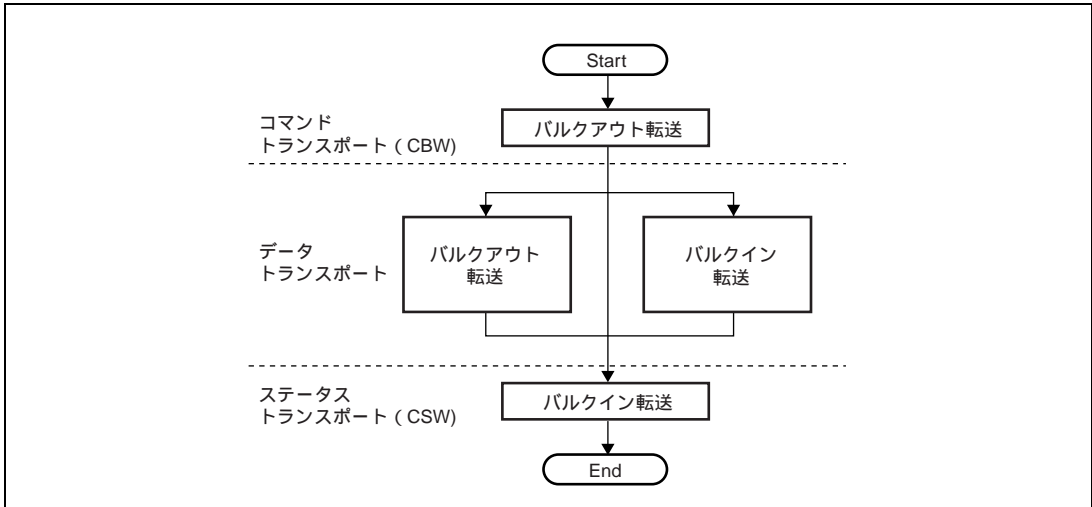 Start
コマンド
トランスポート（CBW)
バルクアウト転送
データ
トランスポート
バルクアウト
転送
バルクイン
転送
ステータス
トランスポート（CSW)
バルクイン転送
End